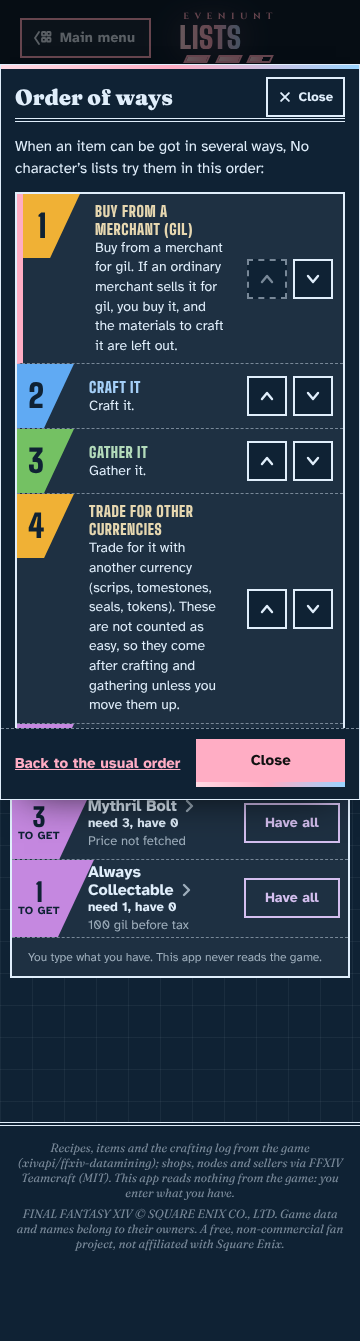 EVENIUNT
Main menu
LISTS
Order of ways
Close
When an item can be got in several ways, No
character’s lists try them in this order:
1
BUY FROM A
MERCHANT (GIL)
Buy from a merchant
for gil. If an ordinary
merchant sells it for
gil, you buy it, and
the materials to craft
it are left out.
2
CRAFT IT
Craft it.
3
GATHER IT
Gather it.
4
TRADE FOR OTHER
CURRENCIES
Trade for it with
another currency
(scrips, tomestones,
seals, tokens). These
are not counted as
easy, so they come
after crafting and
gathering unless you
move them up.
Back to the usual order
Close
3
TO GET
Mythril Bolt
need 3, have 0
Price not fetched
Have all
1
TO GET
Always
Collectable
need 1, have 0
100 gil before tax
Have all
You type what you have. This app never reads the game.
Recipes, items and the crafting log from the game
(xivapi/ffxiv-datamining); shops, nodes and sellers via FFXIV
Teamcraft (MIT). This app reads nothing from the game: you
enter what you have.
FINAL FANTASY XIV © SQUARE ENIX CO., LTD. Game data
and names belong to their owners. A free, non-commercial fan
project, not affiliated with Square Enix.